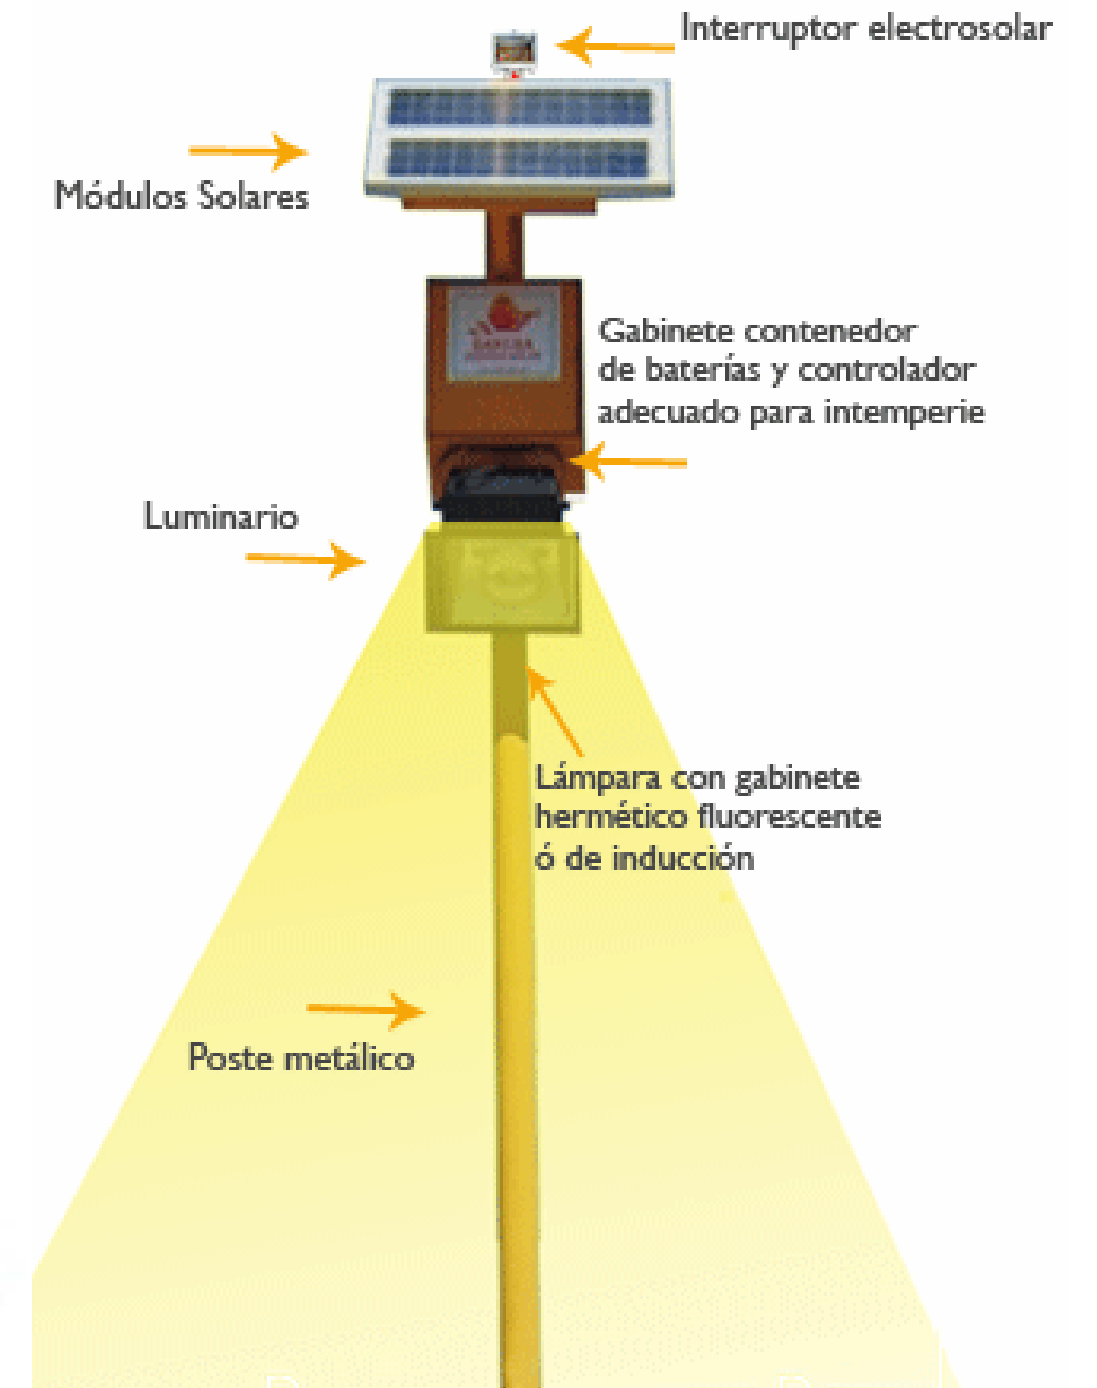 Interruptor electrosolar
Módulos Solares
Gabinete contenedor
de baterías y controlador
adecuado para intemperie
Luminario
Lámpara con gabinete
hermético fluorescente
ó de inducción
Poste metálico